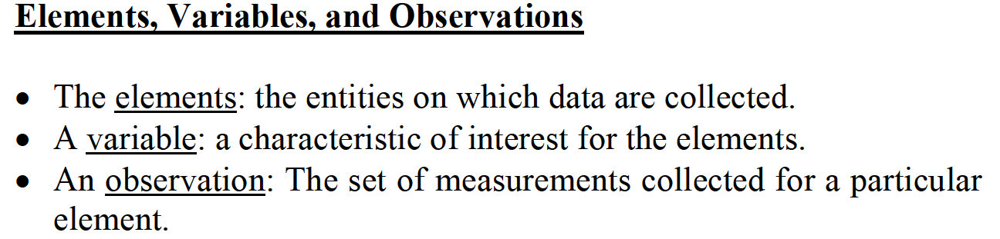 Elements, Variables, and Observations
• The elements: the entities on which data are collected.
• A variable: a characteristic of interest for the elements.
• An observation: The set of measurements collected for a particular
element.